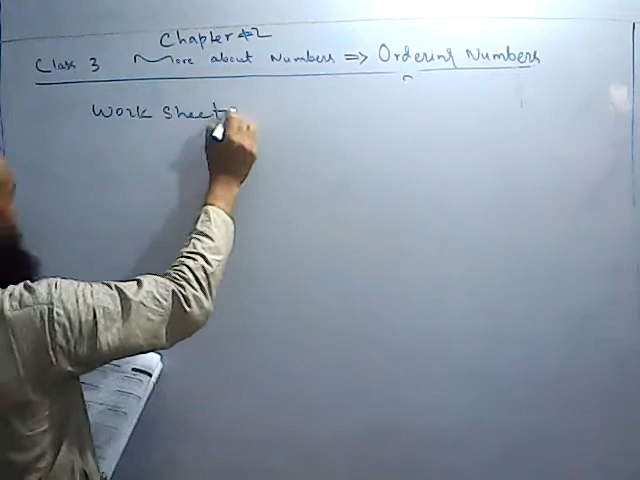 Chapter # 2
Class 3 More about Numbers => Ordering Numbers
Work Sheet